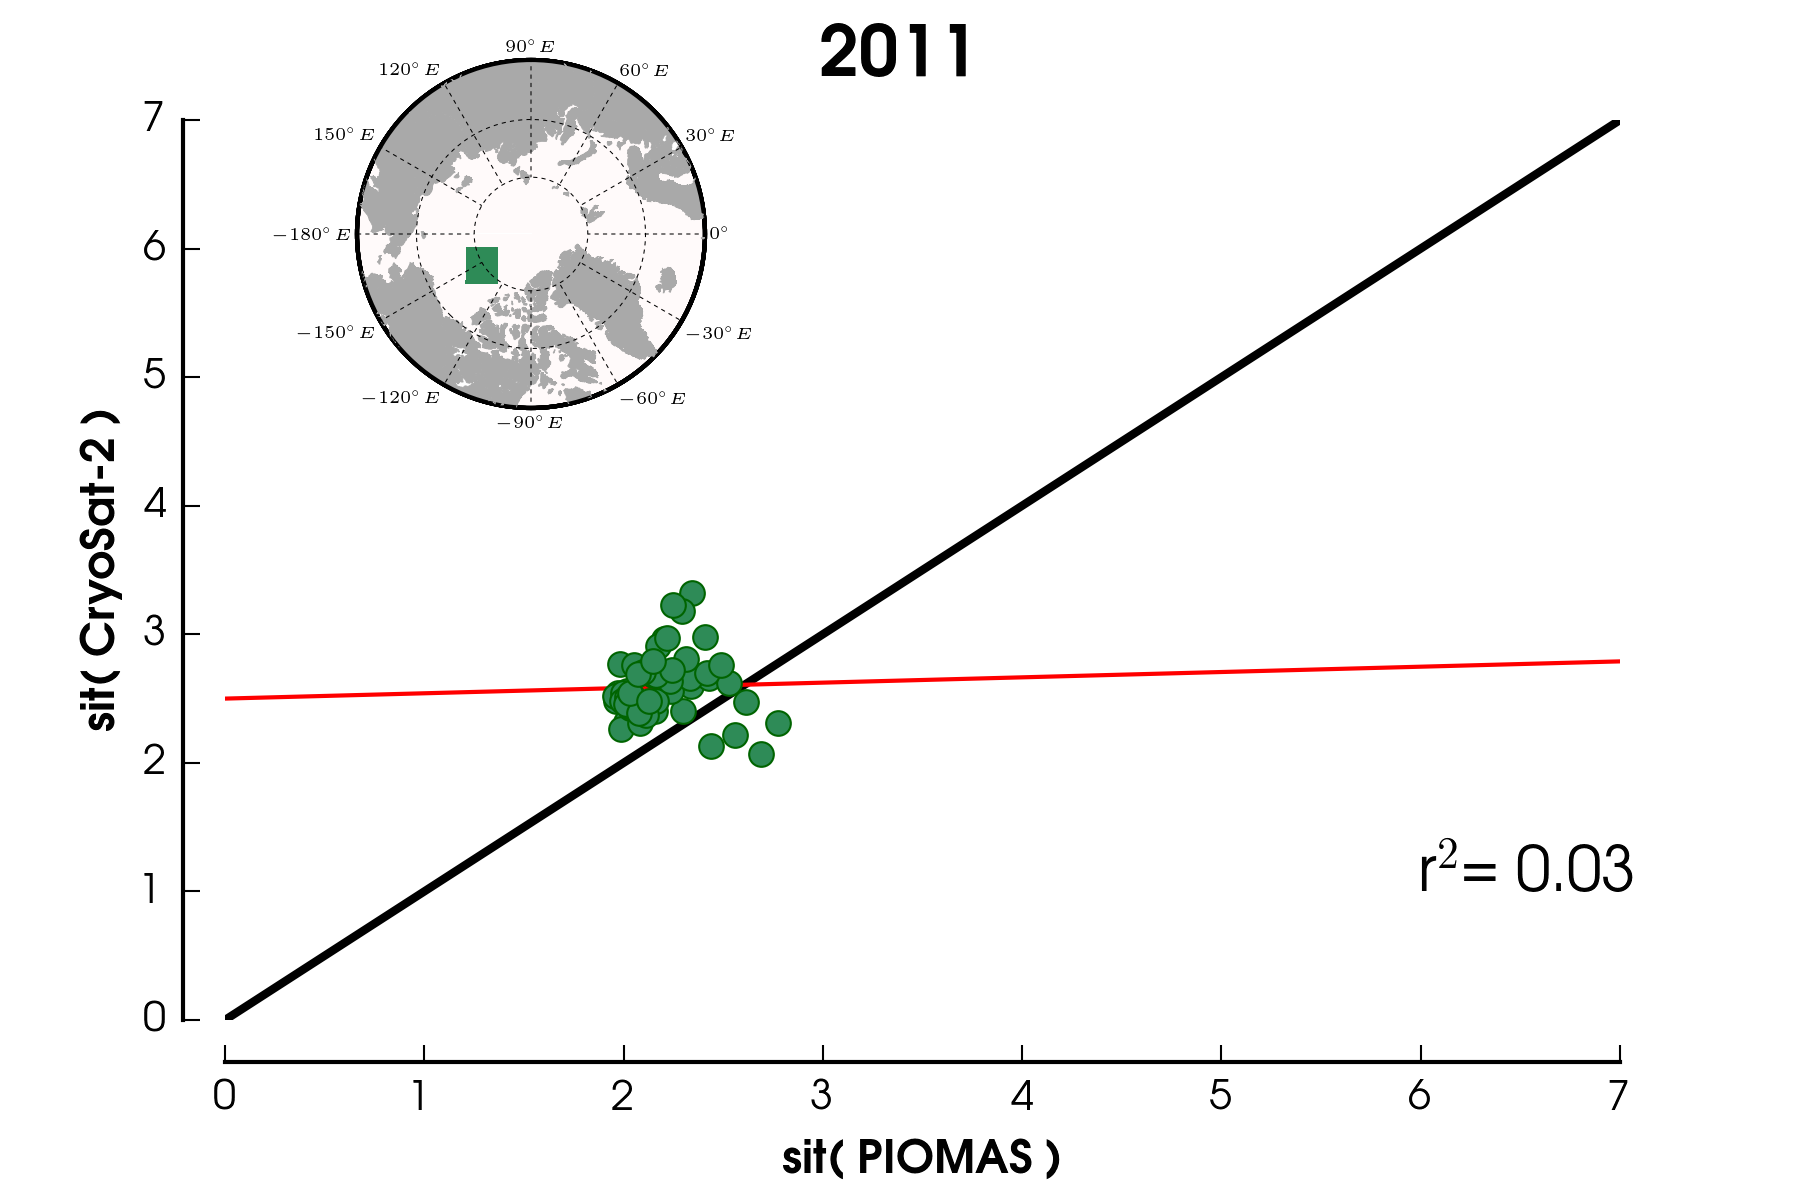 2011
90° E
120° E
60° E
150° E
30° E
−180° E
0°
−150° E
−30° E
−120° E
−60° E
−90° E
7
6
5
4
3
2
1
0
sit( CryoSat-2 )
r²= 0.03
0 1 2 3 4 5 6 7
sit( PIOMAS )